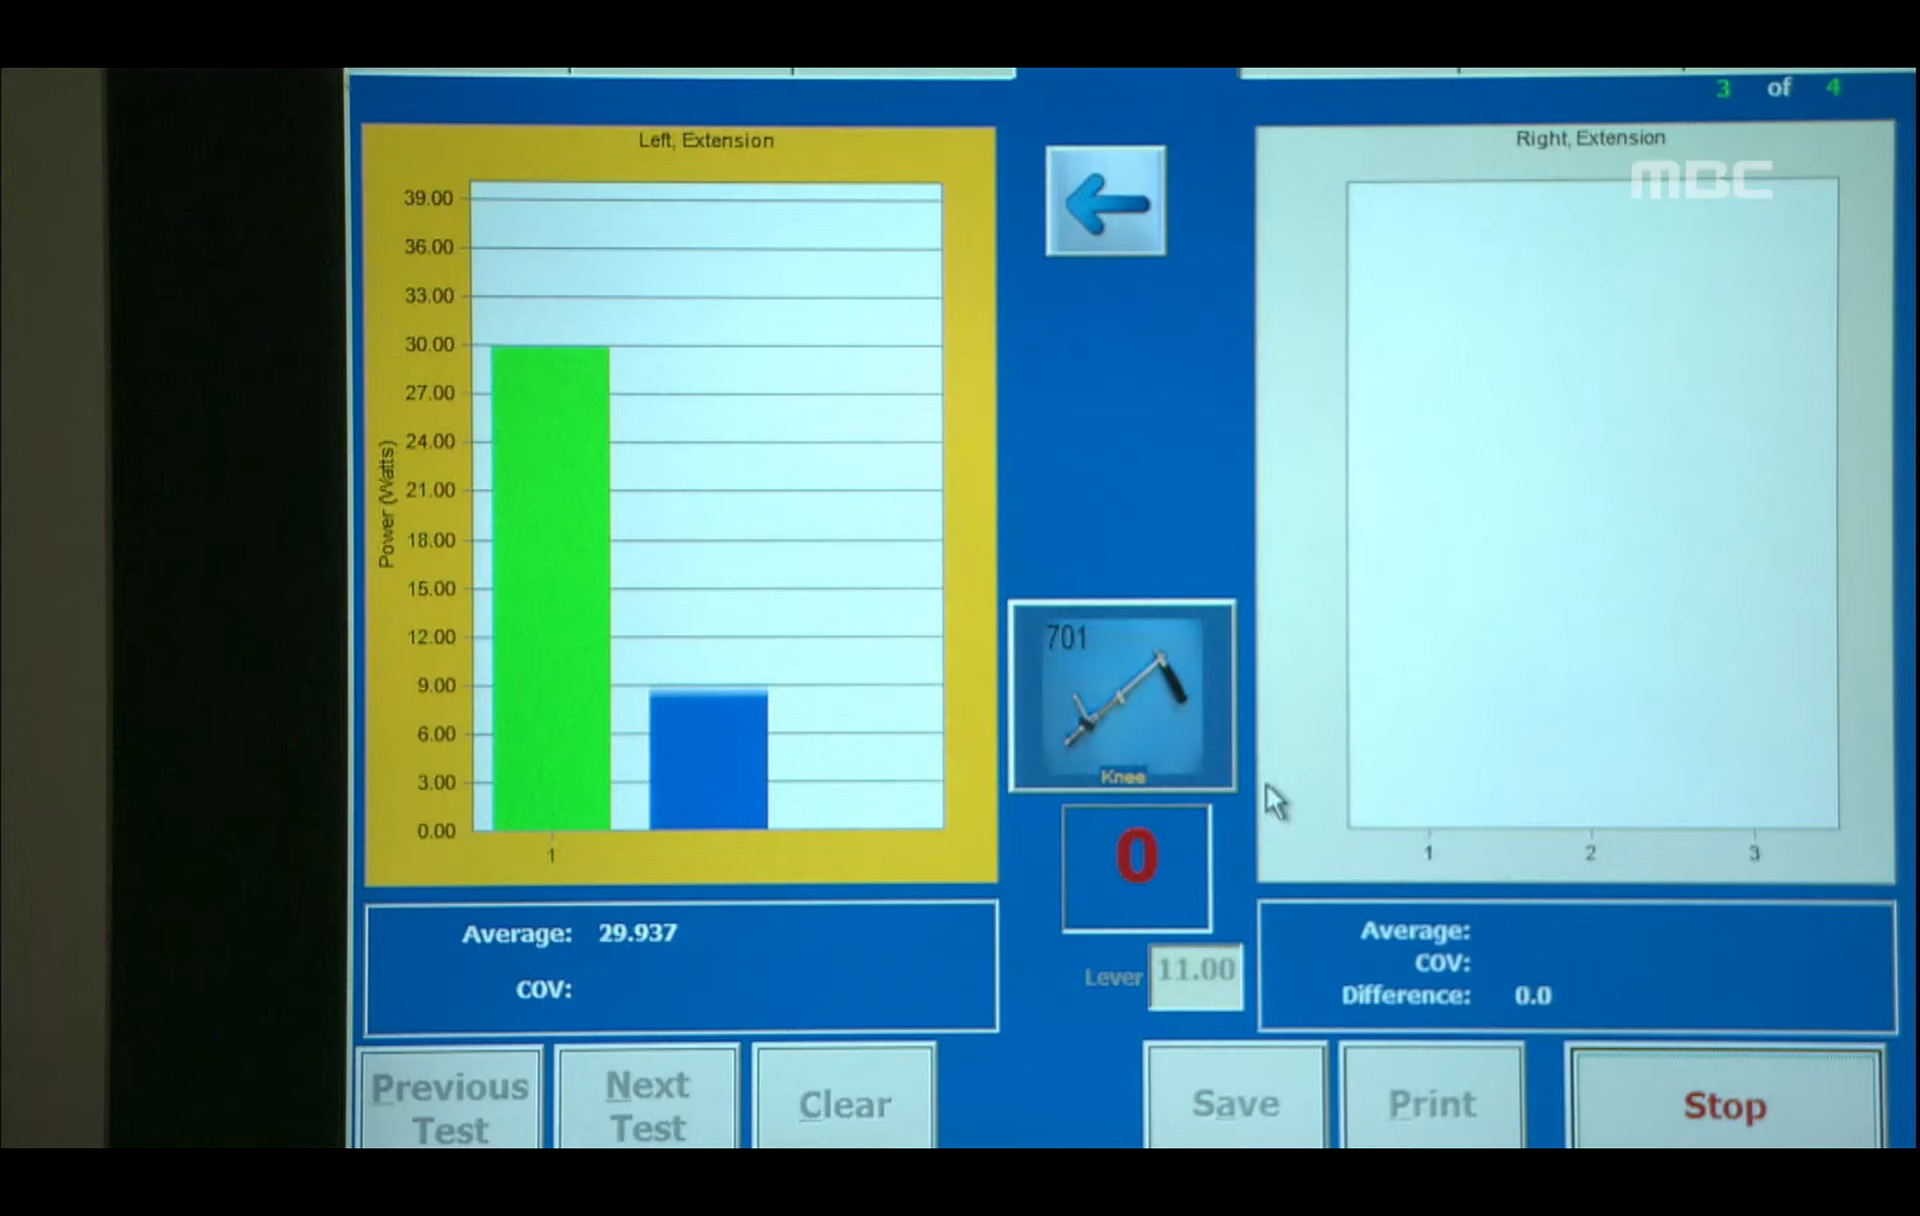 3 of 4
Left, Extension
39.00
36.00
33.00
30.00
27.00
24.00
21.00
18.00
15.00
12.00
9.00
6.00
3.00
0.00
Power (Watts)
1
Average: 29.937
COV:
701
Knee
0
Lever 11.00
Right, Extension
MBC
1 2 3
Average:
COV:
Difference: 0.0
Previous
Test
Next
Test
Clear
Save
Print
Stop